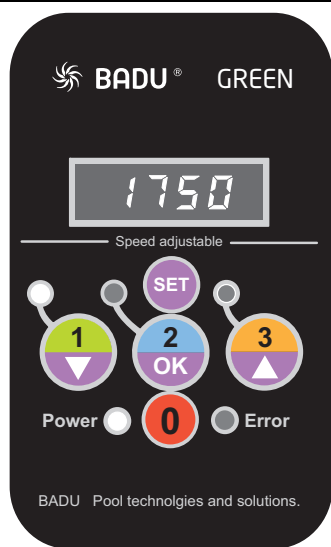 BADU ® GREEN
1750
Speed adjustable
SET
1 2 3
OK
Power 0 Error
BADU Pool technolgies and solutions.